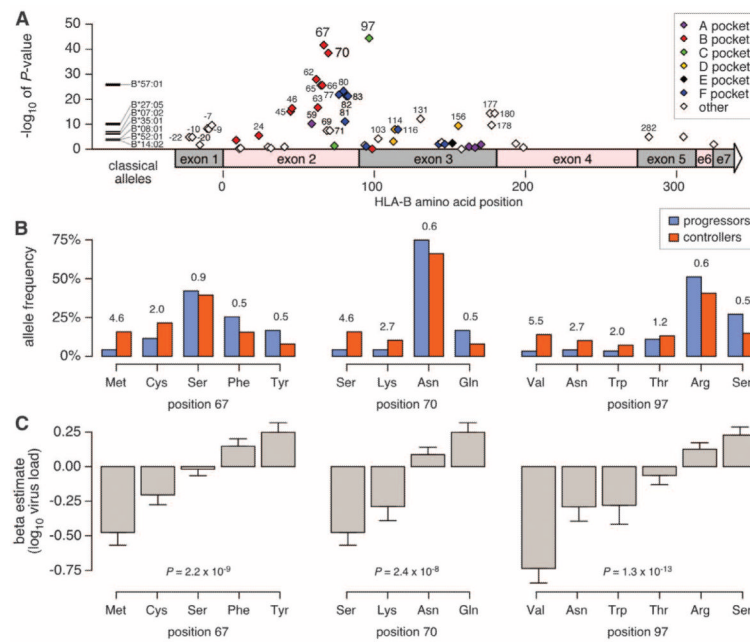 A
50
40
30
20
10
0
-log10 of P-value
67
97
70
62
65
66
80
77
83
82
81
46
45
63
59
69
71
24
-22
-10
-20
-7
-9
103
114
116
131
156
177
180
178
282
A pocket
B pocket
C pocket
D pocket
E pocket
F pocket
other
B*57:01
B*27:05
B*07:02
B*35:01
B*08:01
B*52:01
B*14:02
classical
alleles
exon 1
exon 2
exon 3
exon 4
exon 5
e6
e7
0 100 200 300
HLA-B amino acid position
B
progressors
controllers
allele frequency
75%
50%
25%
0%
4.6 2.0 0.9 0.5 0.5
4.6 2.7 0.6 0.5
5.5 2.7 2.0 1.2 0.6 0.5
Met Cys Ser Phe Tyr
Ser Lys Asn Gln
Val Asn Trp Thr Arg Ser
position 67
position 70
position 97
C
beta estimate
(log10 virus load)
0.25
0.00
-0.25
-0.50
-0.75
P = 2.2 x 10-9
P = 2.4 x 10-8
P = 1.3 x 10-13
Met Cys Ser Phe Tyr
Ser Lys Asn Gln
Val Asn Trp Thr Arg Ser
position 67
position 70
position 97